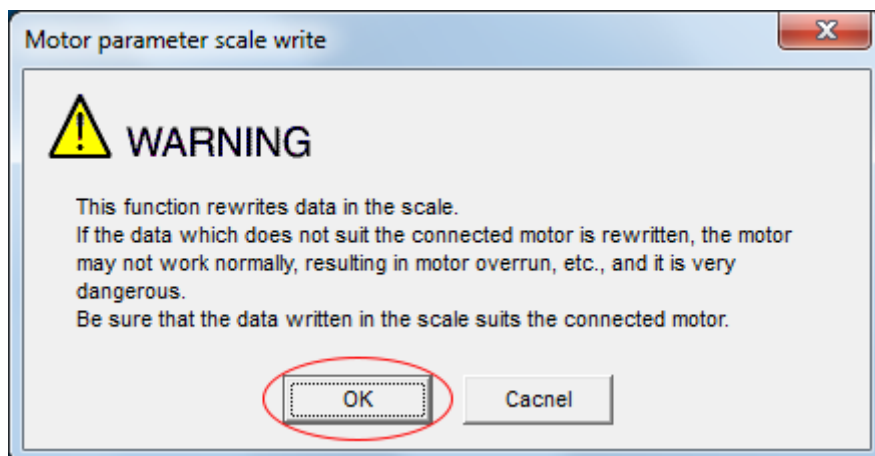 Motor parameter scale write
WARNING
This function rewrites data in the scale.
If the data which does not suit the connected motor is rewritten, the motor
may not work normally, resulting in motor overrun, etc., and it is very
dangerous.
Be sure that the data written in the scale suits the connected motor.
OK
Cacnel